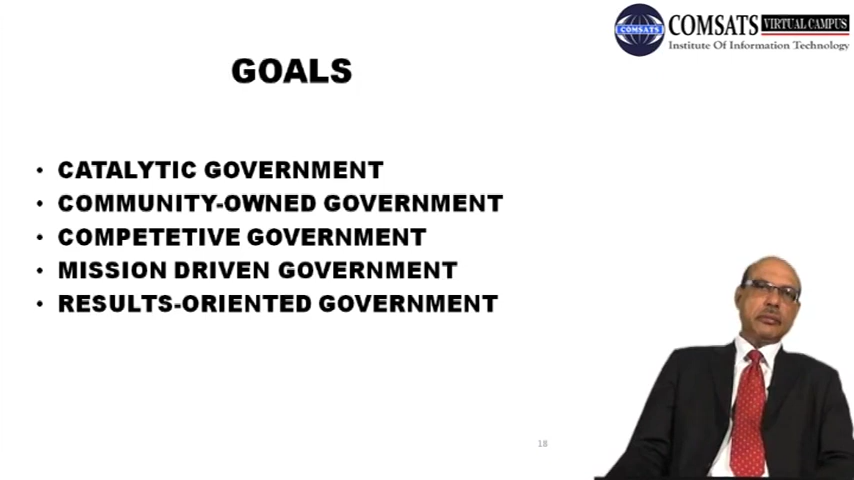 COMSATS
COMSATS VIRTUAL CAMPUS
Institute Of Information Technology
GOALS
• CATALYTIC GOVERNMENT
• COMMUNITY-OWNED GOVERNMENT
• COMPETETIVE GOVERNMENT
• MISSION DRIVEN GOVERNMENT
• RESULTS-ORIENTED GOVERNMENT
18